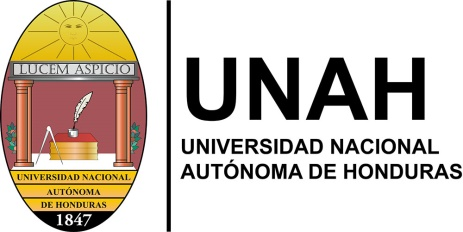 LUCEM ASPICIO
UNIVERSIDAD NACIONAL
AUTÓNOMA
DE HONDURAS
1847
UNAH
UNIVERSIDAD NACIONAL
AUTÓNOMA DE HONDURAS